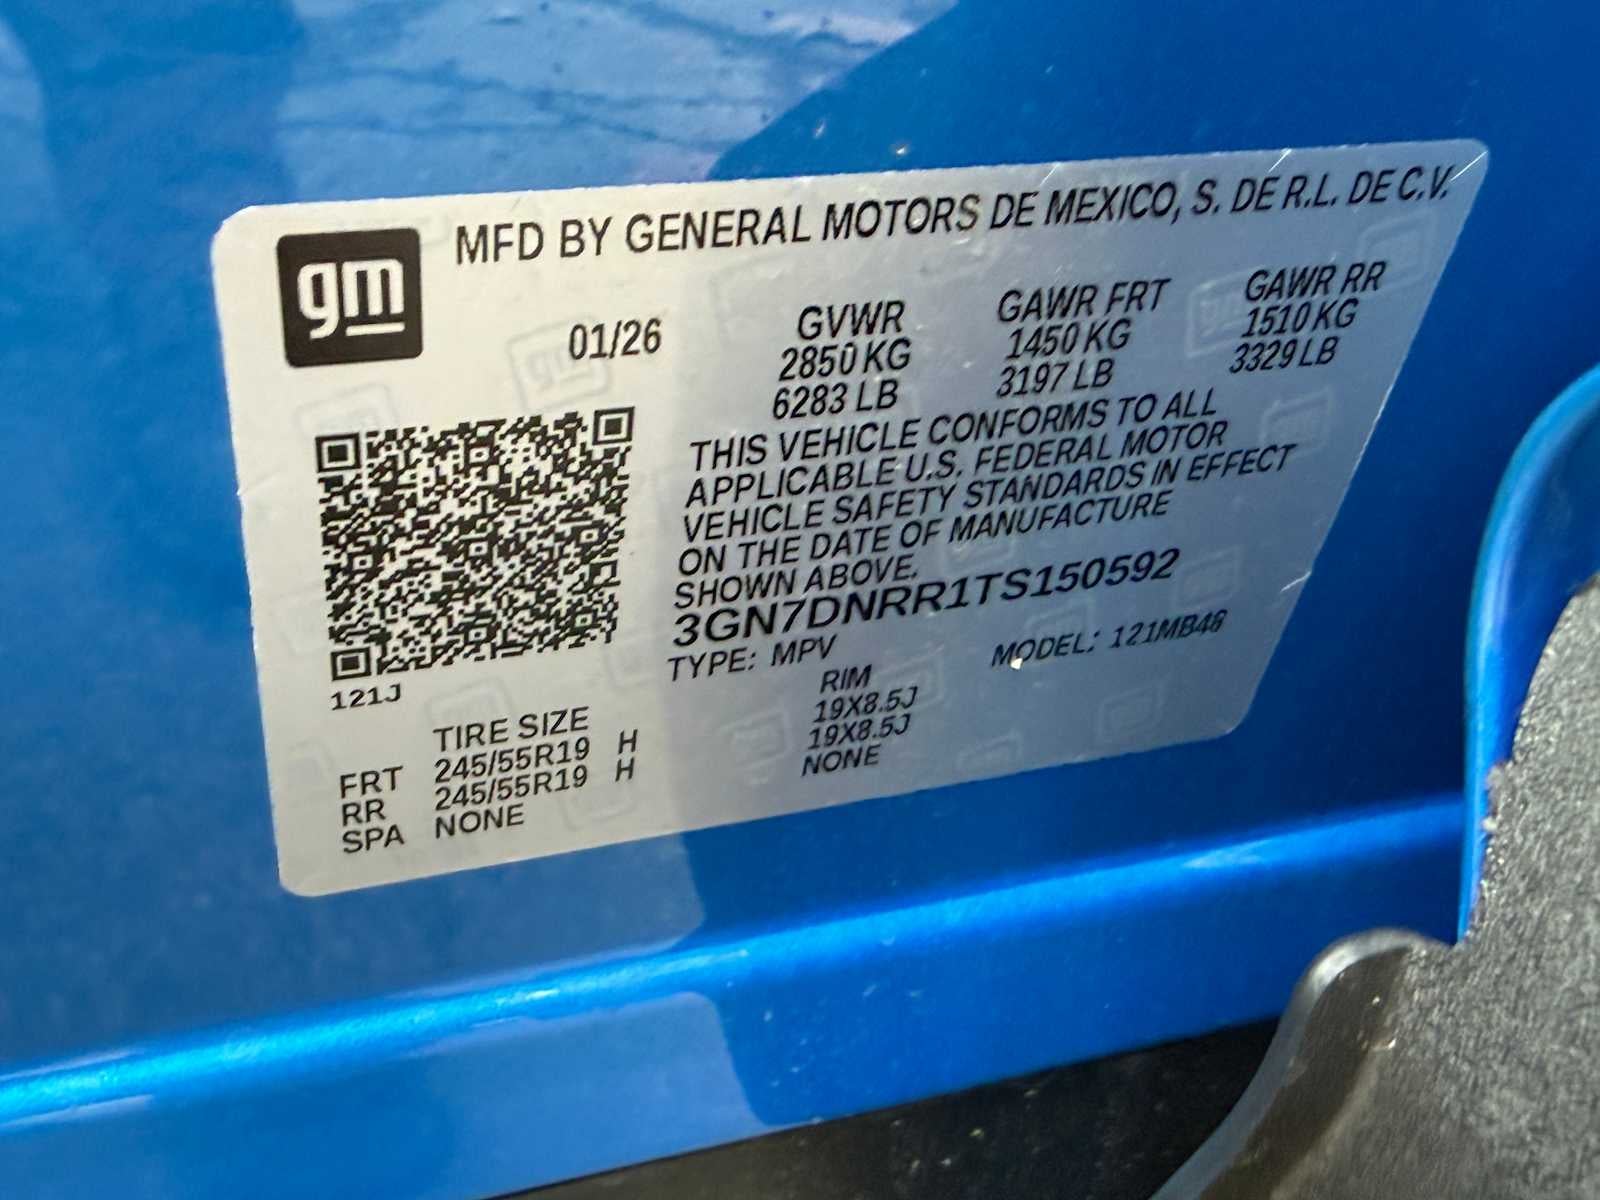 gm
MFD BY GENERAL MOTORS DE MEXICO, S. DE R.L. DE C.V.
01/26
GVWR GAWR FRT GAWR RR
2850 KG 1450 KG 1510 KG
6283 LB 3197 LB 3329 LB
THIS VEHICLE CONFORMS TO ALL
APPLICABLE U.S. FEDERAL MOTOR
VEHICLE SAFETY STANDARDS IN EFFECT
ON THE DATE OF MANUFACTURE
SHOWN ABOVE.
3GN7DNRR1TS150592
TYPE: MPV MODEL: 121MB48
121J
TIRE SIZE RIM
FRT 245/55R19 H 19X8.5J
RR 245/55R19 H 19X8.5J
SPA NONE NONE